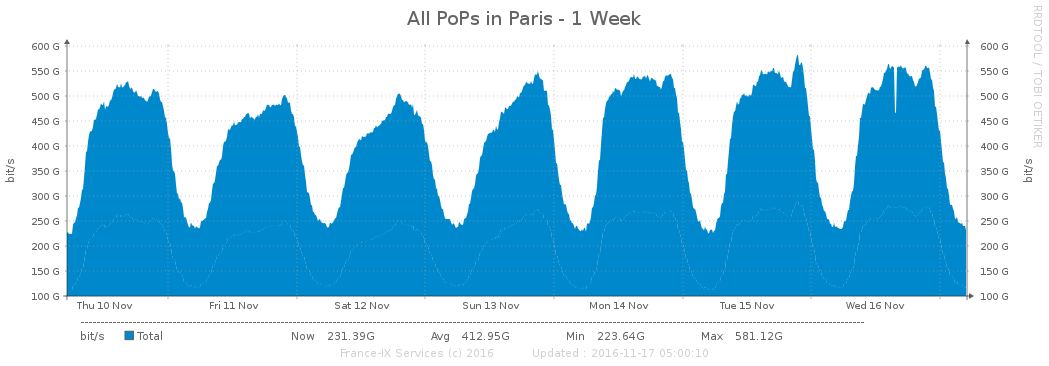 All PoPs in Paris - 1 Week
RRDTOOL / TOBI OETIKER
bit/s
600 G 600 G
550 G 550 G
500 G 500 G
450 G 450 G
400 G 400 G
350 G 350 G
300 G 300 G
250 G 250 G
200 G 200 G
150 G 150 G
100 G 100 G
bit/s
Thu 10 Nov Fri 11 Nov Sat 12 Nov Sun 13 Nov Mon 14 Nov Tue 15 Nov Wed 16 Nov
bit/s Total Now 231.39G Avg 412.95G Min 223.64G Max 581.12G
France-IX Services (c) 2016 Updated : 2016-11-17 05:00:10